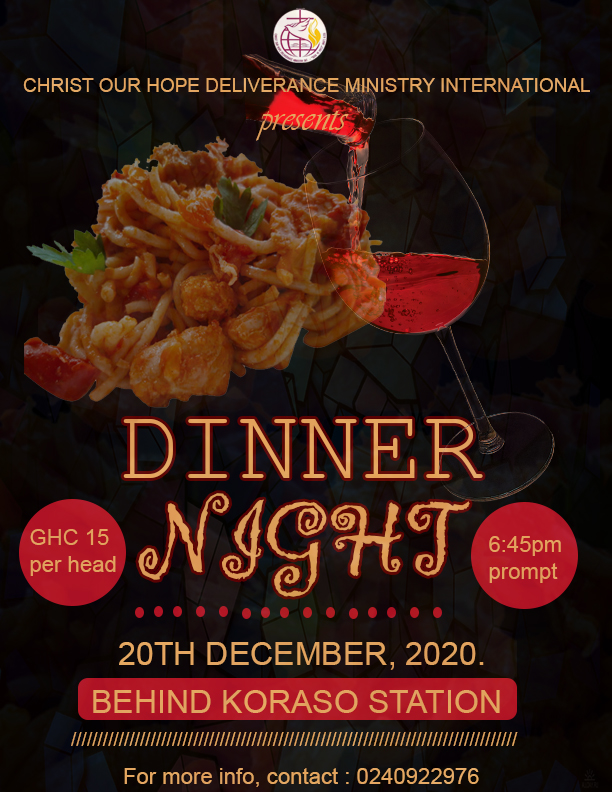 CHRIST OUR HOPE DELIVERANCE MINISTRY INTERNATIONAL
presents
DINNER
NIGHT
GHC 15
per head
6:45pm
prompt
20TH DECEMBER, 2020.
BEHIND KORASO STATION
////////////////////////////////////////////////////////////////////////////////////////
For more info, contact : 0240922976